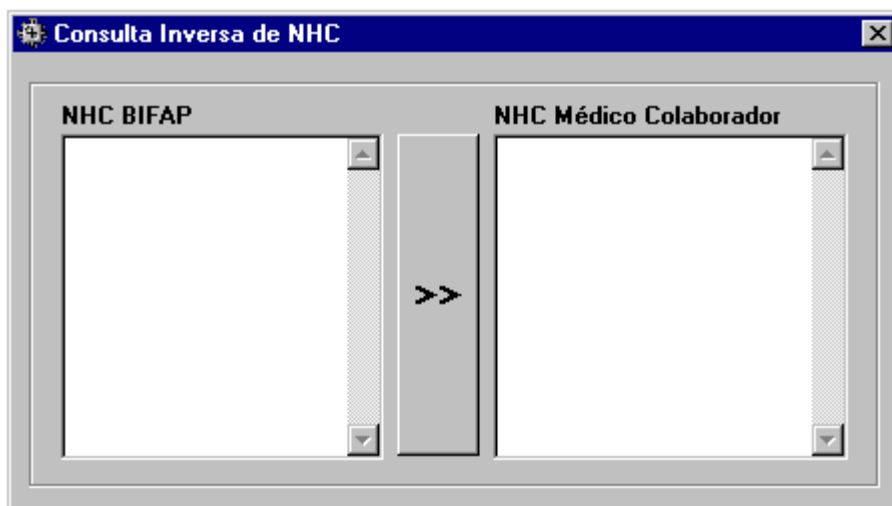 Consulta Inversa de NHC
NHC BIFAP
NHC Médico Colaborador
>>